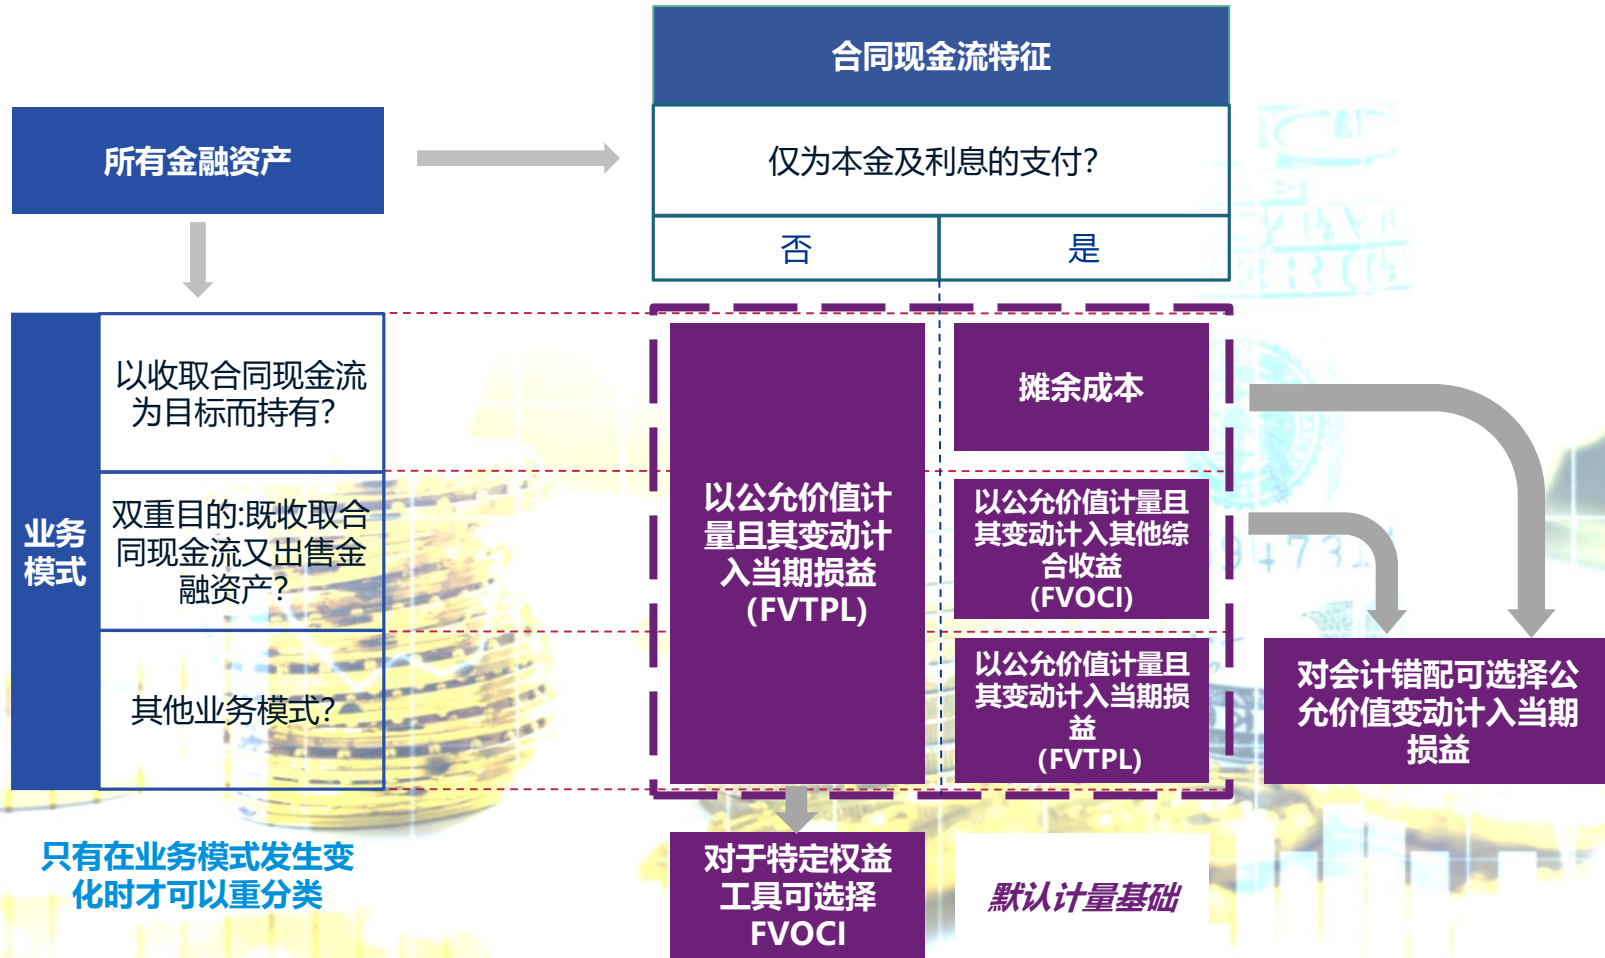 合同现金流特征
所有金融资产
仅为本金及利息的支付?
否
是
业务
模式
以收取合同现金流
为目标而持有?
双重目的:既收取合
同现金流又出售金
融资产?
其他业务模式?
以公允价值计
量且其变动计
入当期损益
(FVTPL)
摊余成本
以公允价值计量且
其变动计入其他综
合收益
(FVOCI)
以公允价值计量且
其变动计入当期损
益
(FVTPL)
对会计错配可选择公
允价值变动计入当期
损益
只有在业务模式发生变
化时才可以重分类
对于特定权益
工具可选择
FVOCI
默认计量基础